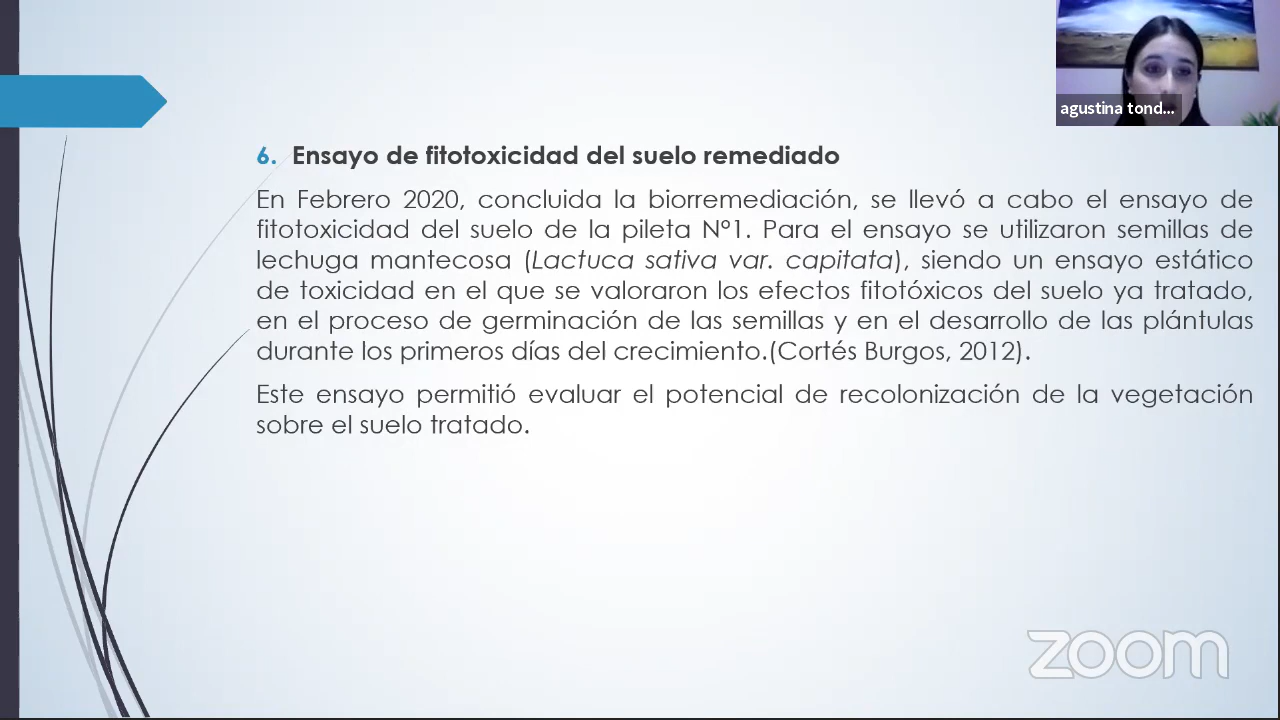 agustina tond...
6. Ensayo de fitotoxicidad del suelo remediado
En Febrero 2020, concluida la biorremediación, se llevó a cabo el ensayo de
fitotoxicidad del suelo de la pileta N°1. Para el ensayo se utilizaron semillas de
lechuga mantecosa (Lactuca sativa var. capitata), siendo un ensayo estático
de toxicidad en el que se valoraron los efectos fitotóxicos del suelo ya tratado,
en el proceso de germinación de las semillas y en el desarrollo de las plántulas
durante los primeros días del crecimiento.(Cortés Burgos, 2012).
Este ensayo permitió evaluar el potencial de recolonización de la vegetación
sobre el suelo tratado.
zoom